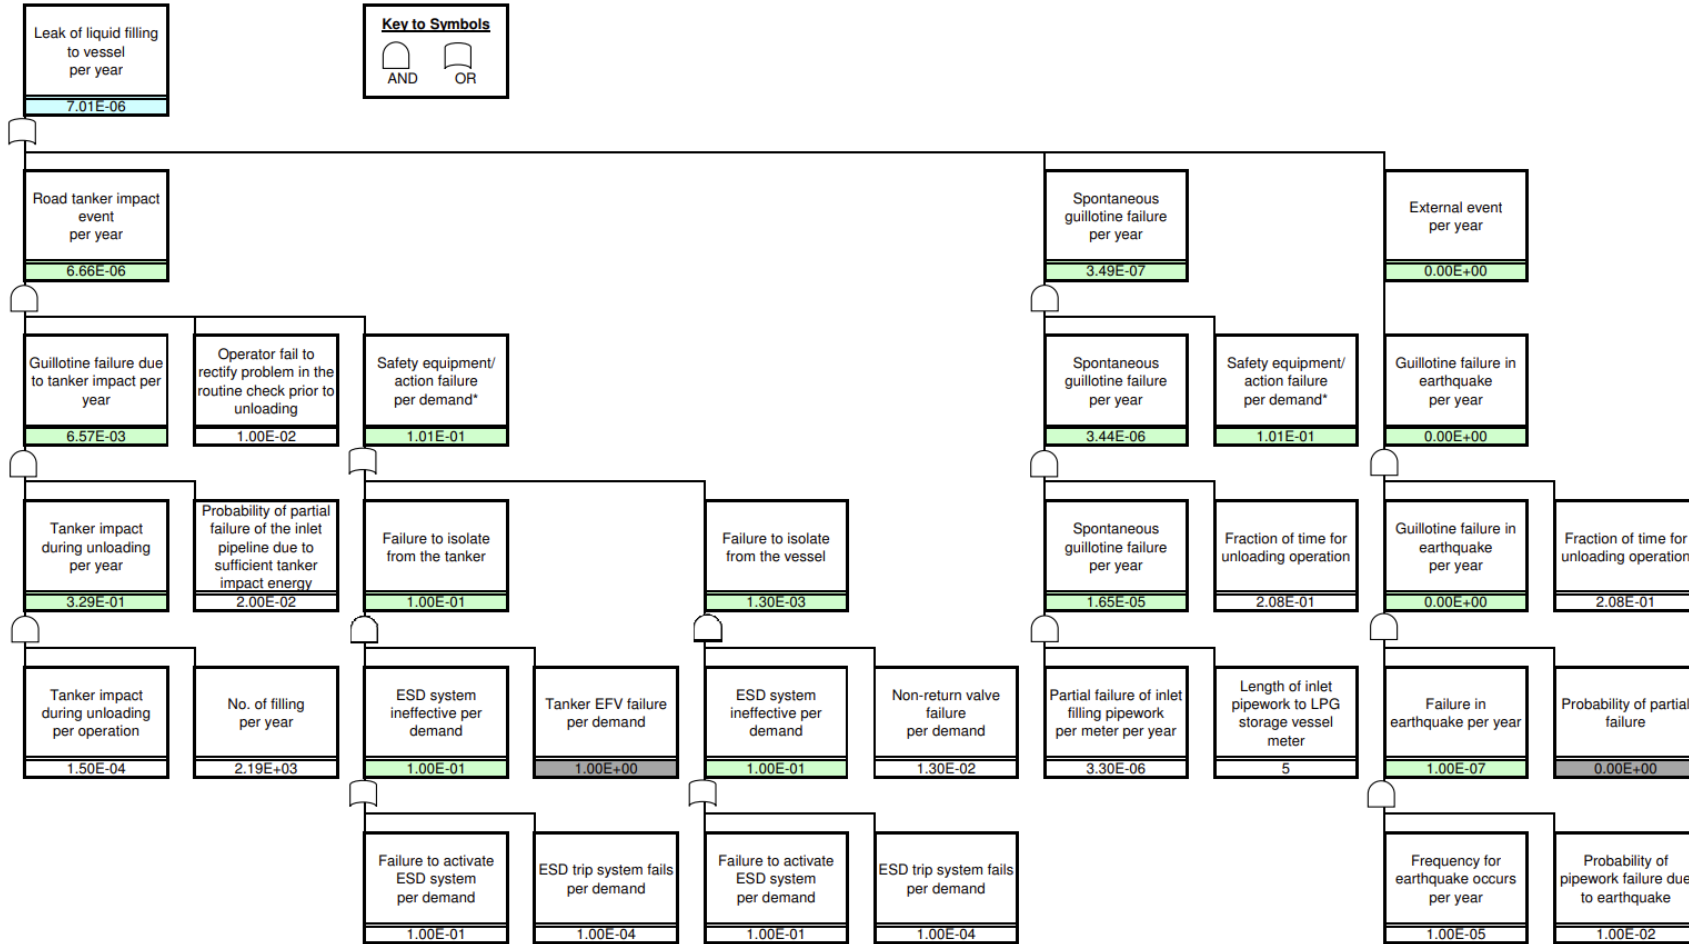 Leak of liquid filling
to vessel
per year
7.01E-06
Key to Symbols
AND
OR
Road tanker impact
event
per year
6.66E-06
Spontaneous
guillotine failure
per year
3.49E-07
External event
per year
0.00E+00
Guillotine failure due
to tanker impact per
year
6.57E-03
Operator fail to
rectify problem in the
routine check prior to
unloading
1.00E-02
Safety equipment/
action failure
per demand*
1.01E-01
Spontaneous
guillotine failure
per year
3.44E-06
Safety equipment/
action failure
per demand*
1.01E-01
Guillotine failure in
earthquake
per year
0.00E+00
Tanker impact
during unloading
per year
3.29E-01
Probability of partial
failure of the inlet
pipeline due to
sufficient tanker
impact energy
2.00E-02
Failure to isolate
from the tanker
1.00E-01
Failure to isolate
from the vessel
1.30E-03
Spontaneous
guillotine failure
per year
1.65E-05
Fraction of time for
unloading operation
2.08E-01
Guillotine failure in
earthquake
per year
0.00E+00
Fraction of time for
unloading operation
2.08E-01
Tanker impact
during unloading
per operation
1.50E-04
No. of filling
per year
2.19E+03
ESD system
ineffective per
demand
1.00E-01
Tanker EFV failure
per demand
1.00E+00
ESD system
ineffective per
demand
1.00E-01
Non-return valve
failure
per demand
1.30E-02
Partial failure of inlet
filling pipework
per meter per year
3.30E-06
Length of inlet
pipework to LPG
storage vessel
meter
5
Failure in
earthquake per year
1.00E-07
Probability of partial
failure
0.00E+00
Failure to activate
ESD system
per demand
1.00E-01
ESD trip system fails
per demand
1.00E-04
Failure to activate
ESD system
per demand
1.00E-01
ESD trip system fails
per demand
1.00E-04
Frequency for
earthquake occurs
per year
1.00E-05
Probability of
pipework failure due
to earthquake
1.00E-02